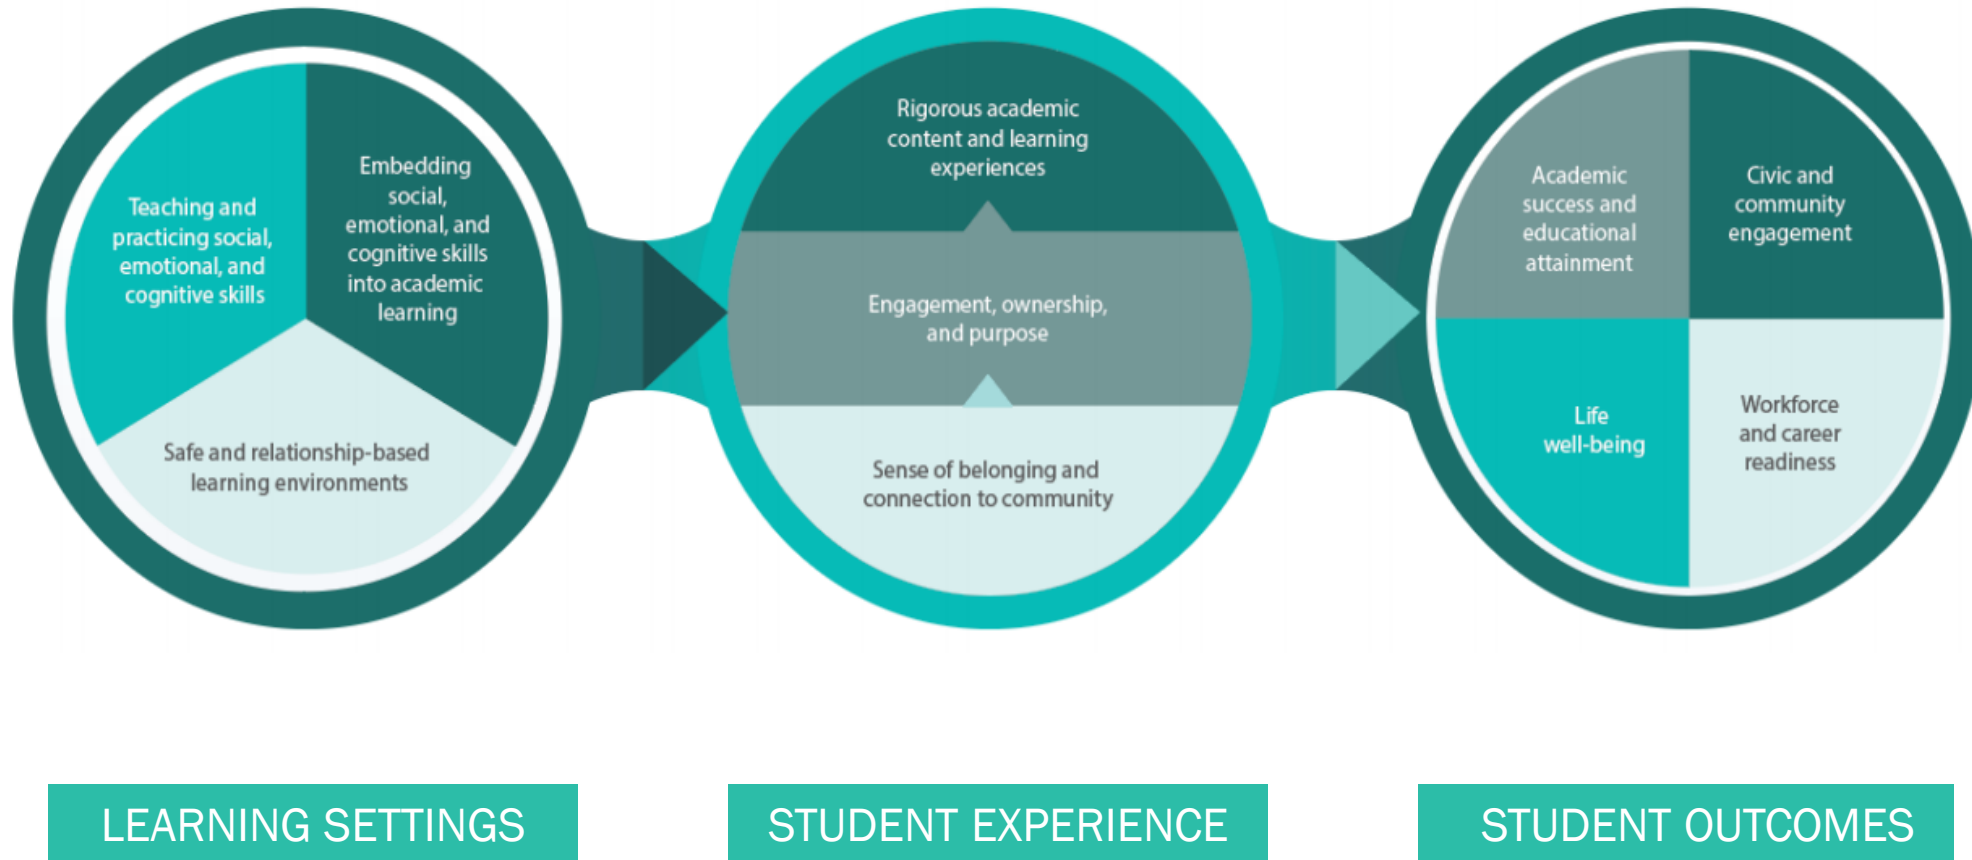 Teaching and
practicing social,
emotional, and
cognitive skills
Embedding
social,
emotional, and
cognitive skills
into academic
learning
Safe and relationship-based
learning environments
Rigorous academic
content and learning
experiences
Engagement, ownership,
and purpose
Sense of belonging and
connection to community
Academic
success and
educational
attainment
Civic and
community
engagement
Life
well-being
Workforce
and career
readiness
LEARNING SETTINGS
STUDENT EXPERIENCE
STUDENT OUTCOMES